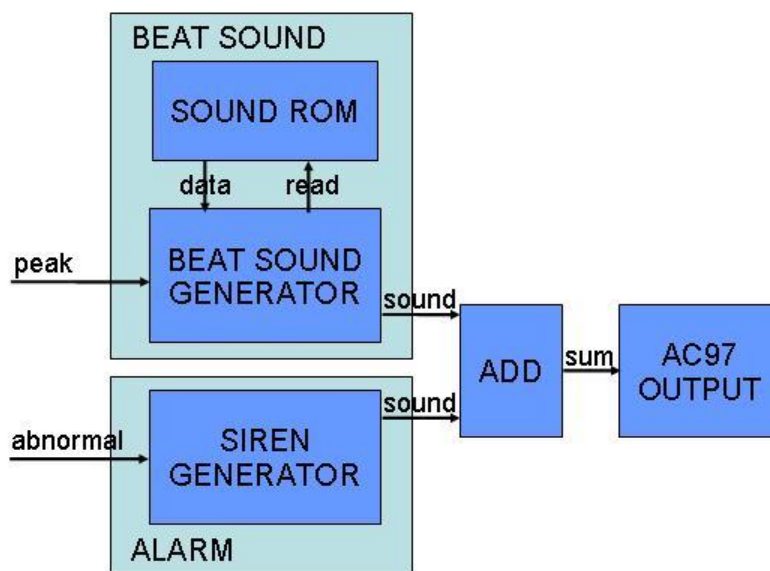 BEAT SOUND
SOUND ROM
data
read
peak
BEAT SOUND
GENERATOR
sound
ADD
sum
AC97
OUTPUT
sound
abnormal
SIREN
GENERATOR
ALARM